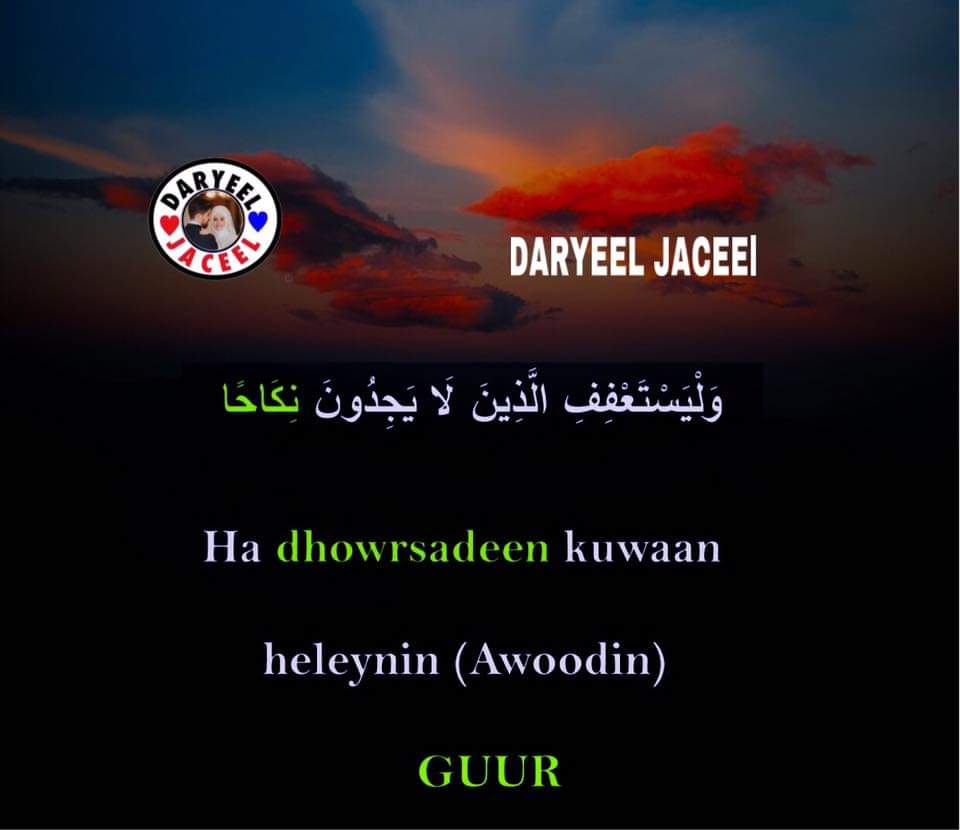 DARYEEL
JACEEL
DARYEEL JACEEl
وَلْيَسْتَعْفِفِ الَّذِينَ لَا يَجِدُونَ نِكَاحًا
Ha dhowrsadeen kuwaan
heleynin (Awoodin)
GUUR